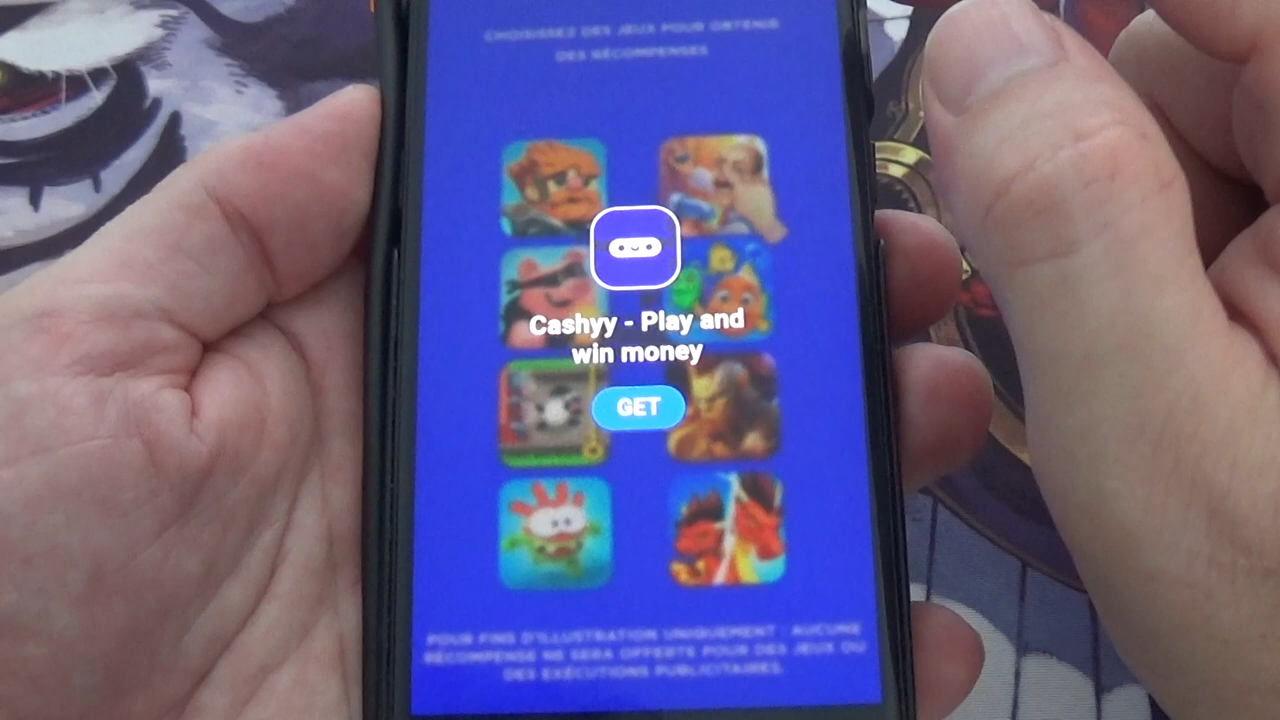 CHOISISSEZ DES JEUX POUR OBTENIR
DES RÉCOMPENSES
Cashyy - Play and
win money
GET
POUR FINS D'ILLUSTRATION UNIQUEMENT : AUCUNE
RÉCOMPENSE NE SERA OFFERTE POUR DES JEUX OU
DES EXÉCUTIONS PUBLICITAIRES.